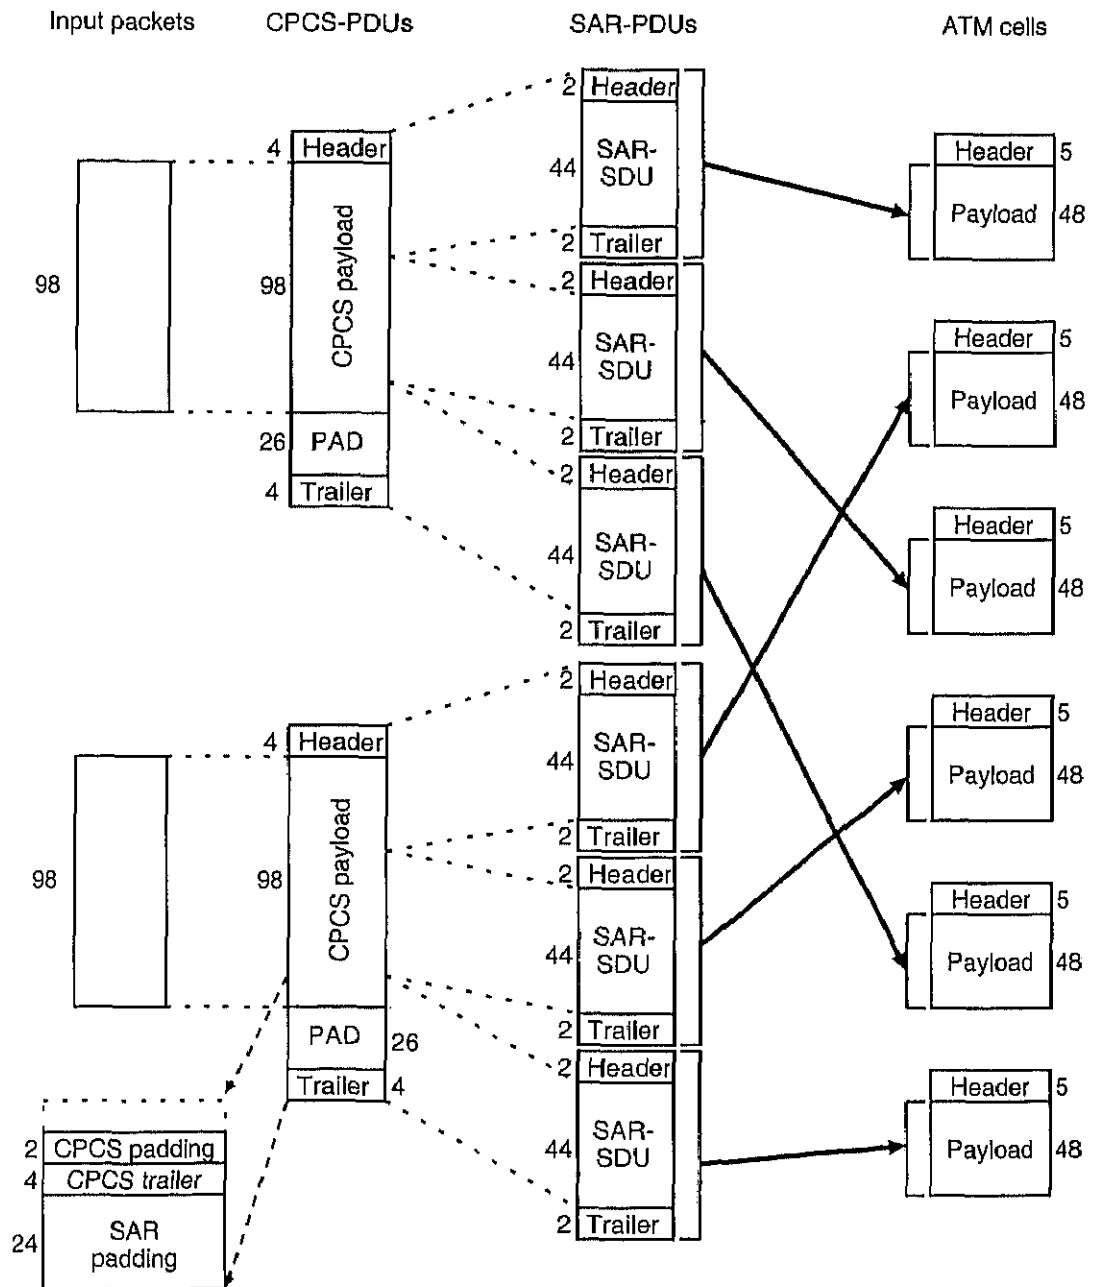 Input packets
CPCS-PDUs
SAR-PDUs
ATM cells
98
4 Header
98
CPCS payload
26 PAD
4 Trailer
2 Header
44
SAR-
SDU
2 Trailer
2 Header
44
SAR-
SDU
2 Trailer
2 Header
44
SAR-
SDU
2 Trailer
Header 5
Payload 48
Header 5
Payload 48
Header 5
Payload 48
98
4 Header
98
CPCS payload
PAD 26
Trailer 4
2 Header
44
SAR-
SDU
2 Trailer
2 Header
44
SAR-
SDU
2 Trailer
2 Header
44
SAR-
SDU
2 Trailer
Header 5
Payload 48
Header 5
Payload 48
Header 5
Payload 48
2 CPCS padding
4 CPCS trailer
24
SAR
padding